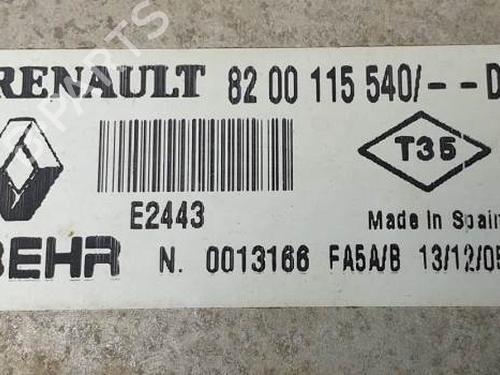 RENAULT 82 00 115 540/--D
T35
E2443
Made In Spain
BEHR N. 0013166 FA5A/B 13/12/05